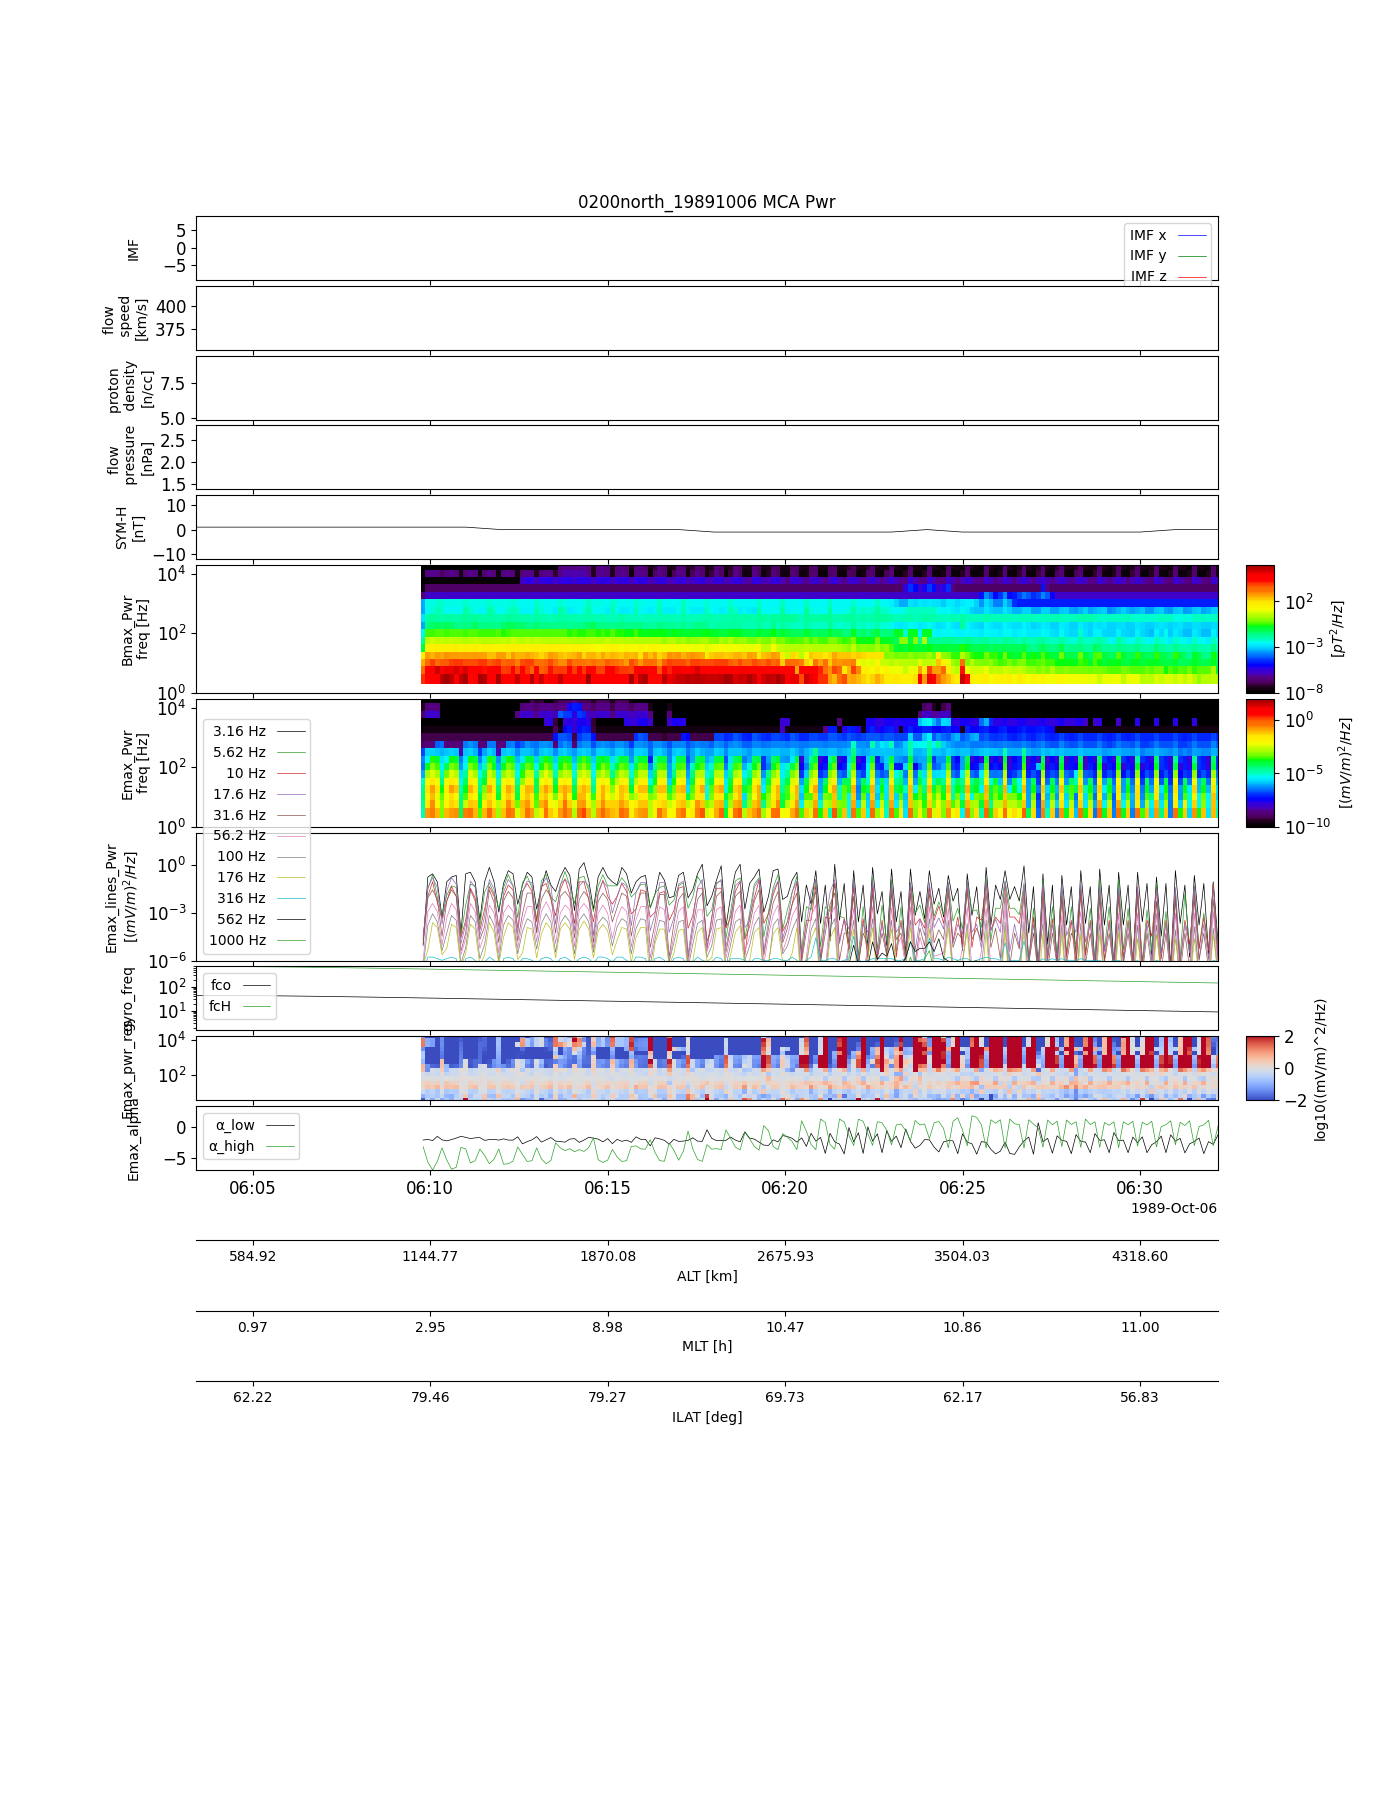 0200north_19891006 MCA Pwr
IMF
5
0
−5
IMF x
IMF y
IMF z
flow
speed
[km/s]
400
375
proton
density
[n/cc]
7.5
5.0
flow
pressure
[nPa]
2.5
2.0
1.5
SYM-H
[nT]
10
0
−10
Bmax_Pwr
freq [Hz]
10^4
10^2
10^0
10^2
10^−3
10^−8
[pT^2/Hz]
Emax_Pwr
freq [Hz]
10^4
10^2
10^0
10^0
10^−5
10^−10
[(mV/m)^2/Hz]
3.16 Hz
5.62 Hz
10 Hz
17.6 Hz
31.6 Hz
56.2 Hz
100 Hz
176 Hz
316 Hz
562 Hz
1000 Hz
Emax_lines_Pwr
[(mV/m)^2/Hz]
10^0
10^−3
10^−6
10^2
10^1
fco
fcH
10^4
10^2
2
0
−2
log10((mV/m)^2/Hz)
Emax_alpha
0
−5
α_low
α_high
06:05 06:10 06:15 06:20 06:25 06:30
1989-Oct-06
584.92 1144.77 1870.08 2675.93 3504.03 4318.60
ALT [km]
0.97 2.95 8.98 10.47 10.86 11.00
MLT [h]
62.22 79.46 79.27 69.73 62.17 56.83
ILAT [deg]